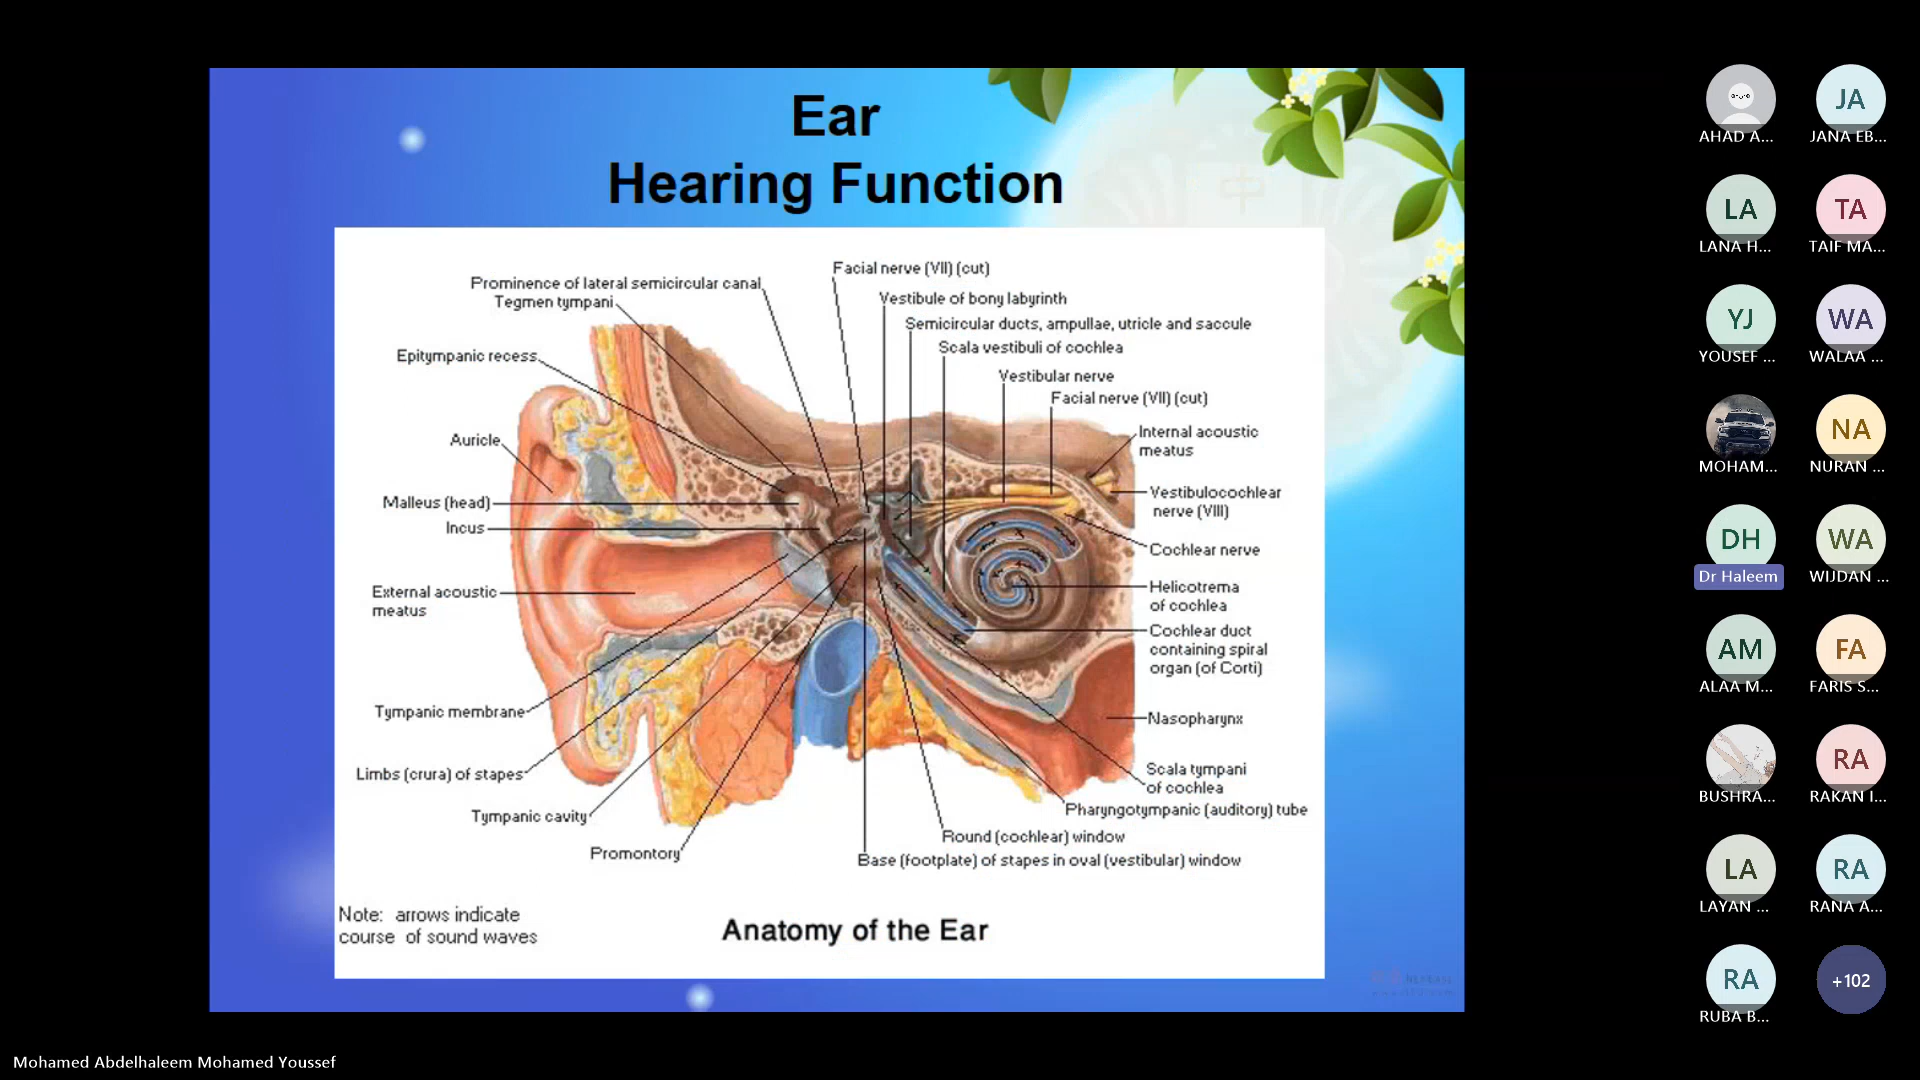 Ear
Hearing Function
Prominence of lateral semicircular canal
Tegmen tympani
Epitympanic recess
Auricle
Malleus (head)
Incus
External acoustic
meatus
Tympanic membrane
Limbs (crura) of stapes
Tympanic cavity
Promontory
Facial nerve (VII) (cut)
Vestibule of bony labyrinth
Semicircular ducts, ampullae, utricle and saccule
Scala vestibuli of cochlea
Vestibular nerve
Facial nerve (VII) (cut)
Internal acoustic
meatus
Vestibulocochlear
nerve (VIII)
Cochlear nerve
Helicotrema
of cochlea
Cochlear duct
containing spiral
organ (of Corti)
Nasopharynx
Scala tympani
of cochlea
Pharyngotympanic (auditory) tube
Round (cochlear) window
Base (footplate) of stapes in oval (vestibular) window
Note: arrows indicate
course of sound waves
Anatomy of the Ear
AHAD A...
JA
JANA EB...
LA
LANA H...
TA
TAIF MA...
YJ
YOUSEF ...
WA
WALAA ...
MOHAM...
NA
NURAN ...
DH
Dr Haleem
WA
WIJDAN ...
AM
ALAA M...
FA
FARIS S...
BUSHRA...
RA
RAKAN I...
LA
LAYAN ...
RA
RANA A...
RA
RUBA B...
+102
Mohamed Abdelhaleem Mohamed Youssef